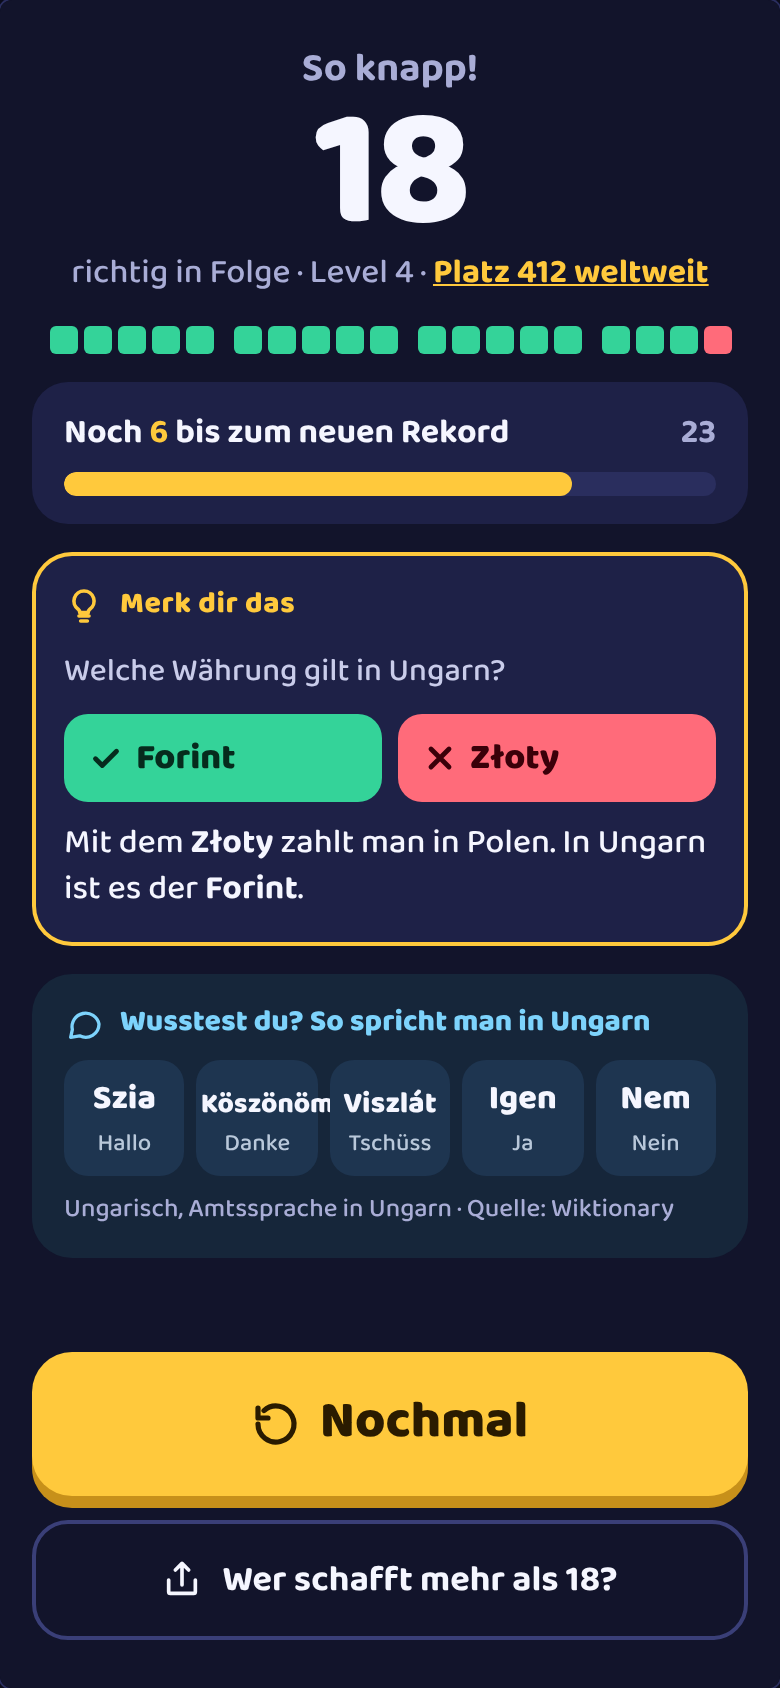 So knapp!
18
richtig in Folge · Level 4 · Platz 412 weltweit
Noch 6 bis zum neuen Rekord 23
Merk dir das
Welche Währung gilt in Ungarn?
Forint Złoty
Mit dem Złoty zahlt man in Polen. In Ungarn
ist es der Forint.
Wusstest du? So spricht man in Ungarn
Szia Köszönöm Viszlát Igen Nem
Hallo Danke Tschüss Ja Nein
Ungarisch, Amtssprache in Ungarn · Quelle: Wiktionary
Nochmal
Wer schafft mehr als 18?